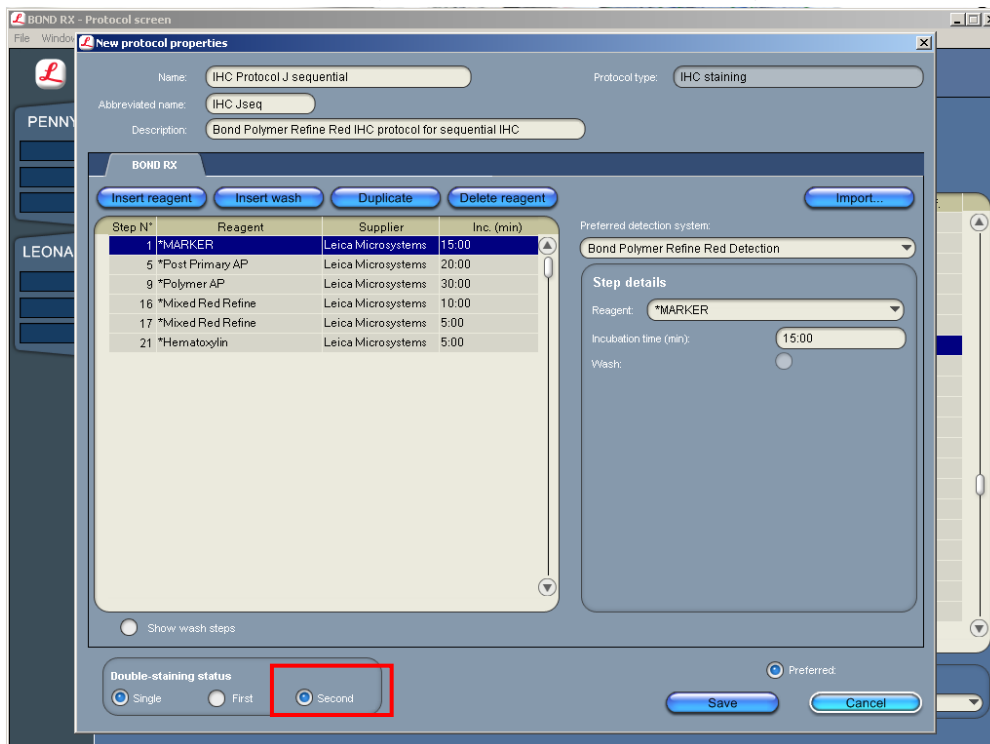 BOND RX - Protocol screen
File Window
New protocol properties
Name: IHC Protocol J sequential Protocol type: IHC staining
Abbreviated name: IHC Jseq
Description: Bond Polymer Refine Red IHC protocol for sequential IHC
PENNY
BOND RX
Insert reagent Insert wash Duplicate Delete reagent Import...
Step N° Reagent Supplier Inc. (min) Preferred detection system:
1 *MARKER Leica Microsystems 15:00 Bond Polymer Refine Red Detection
LEONA
5 *Post Primary AP Leica Microsystems 20:00
9 *Polymer AP Leica Microsystems 30:00 Step details
16 *Mixed Red Refine Leica Microsystems 10:00 Reagent: *MARKER
17 *Mixed Red Refine Leica Microsystems 5:00
21 *Hematoxylin Leica Microsystems 5:00 Incubation time (min): 15:00
Wash:
Show wash steps
Double-staining status Preferred:
Single First Second
Save Cancel